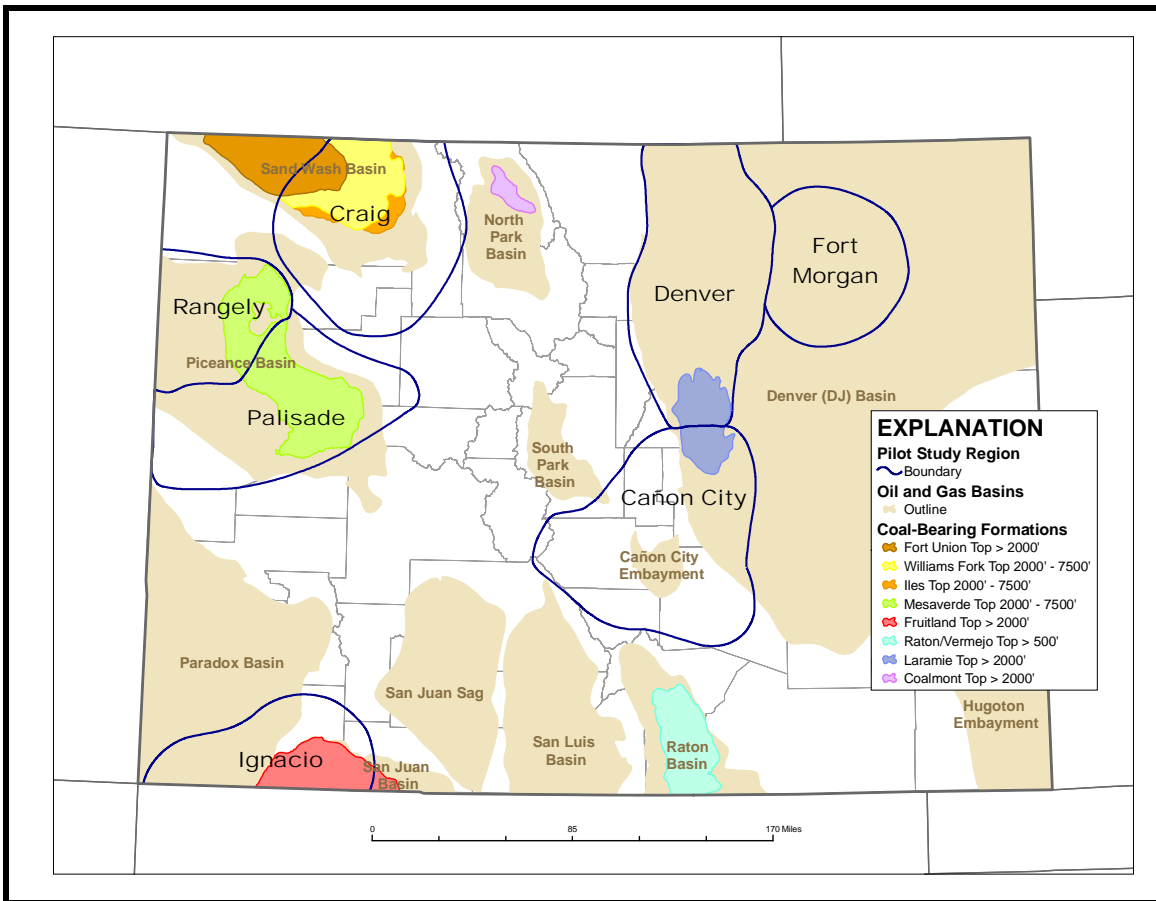 Sand Wash Basin
Craig
North
Park
Basin
Fort
Morgan
Denver
Rangely
Piceance Basin
Palisade
Denver (DJ) Basin
South
Park
Basin
Cañon City
Cañon City
Embayment
EXPLANATION
Pilot Study Region
Boundary
Oil and Gas Basins
Outline
Coal-Bearing Formations
Fort Union Top > 2000'
Williams Fork Top 2000' - 7500'
Iles Top 2000' - 7500'
Mesaverde Top 2000' - 7500'
Fruitland Top > 2000'
Raton/Vermejo Top > 500'
Laramie Top > 2000'
Coalmont Top > 2000'
Paradox Basin
San Juan Sag
Hugoton
Embayment
San Luis
Basin
Raton
Basin
Ignacio
San Juan
Basin
0 85 170 Miles